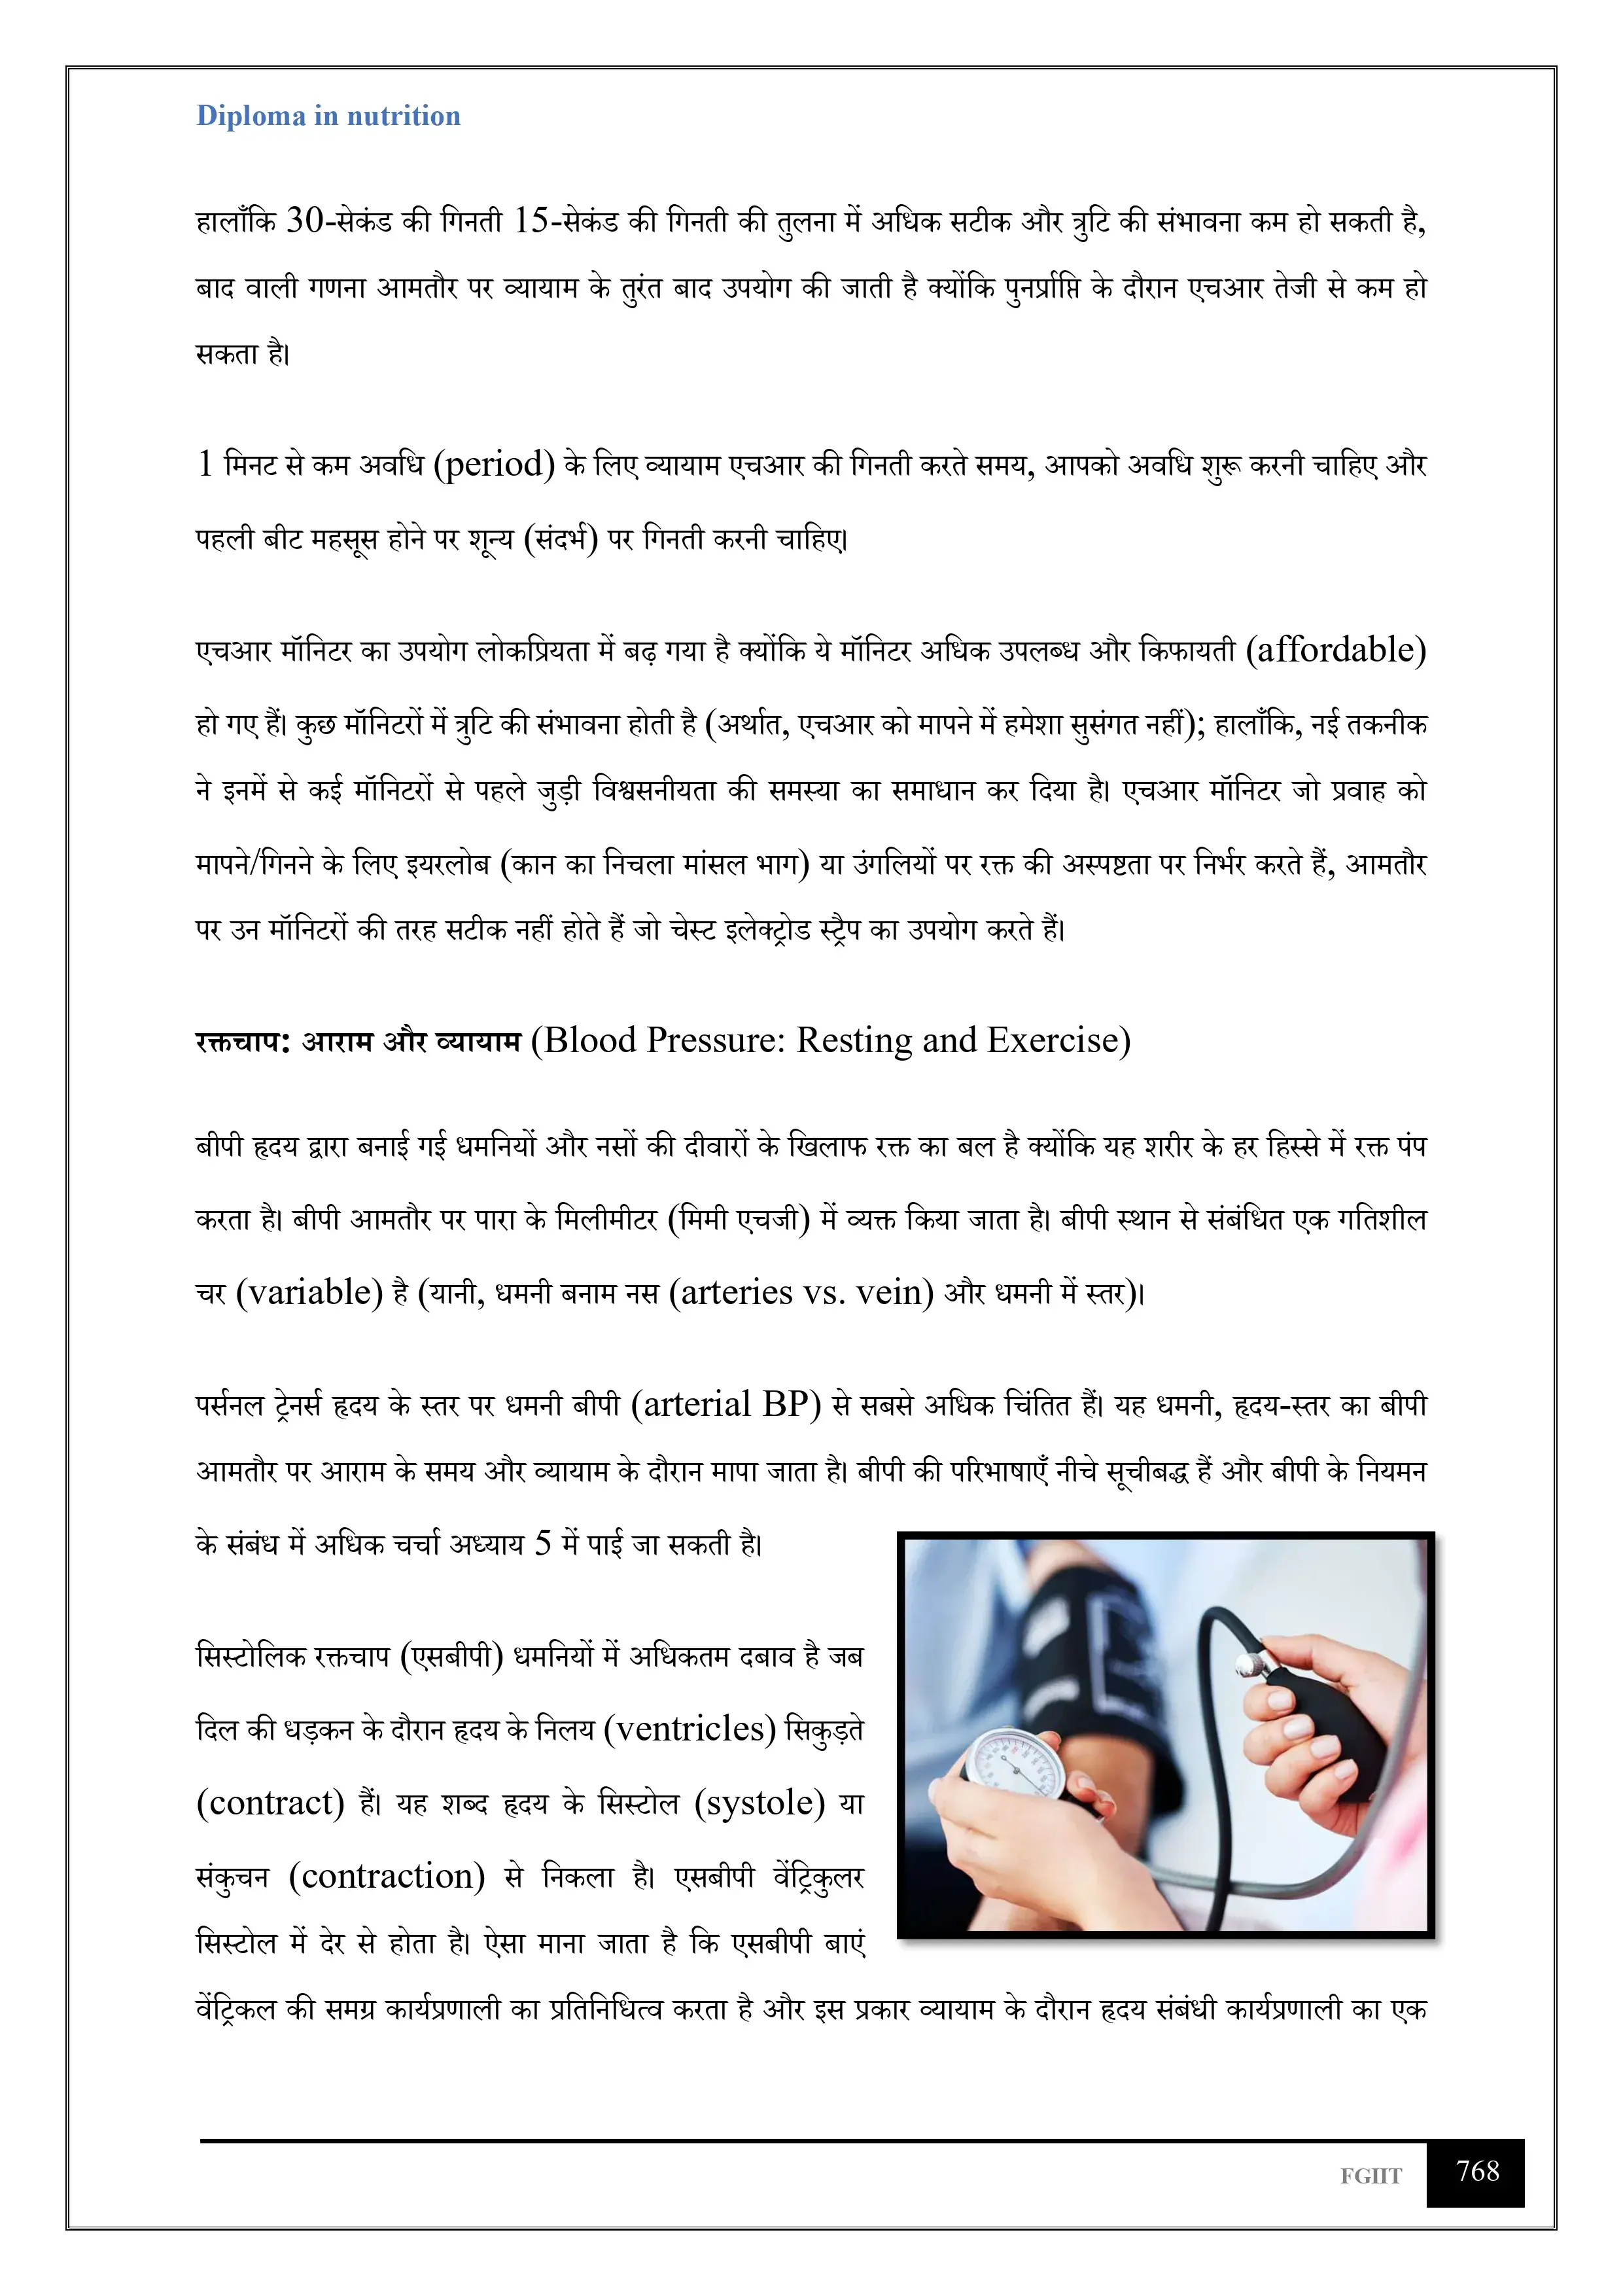 Diploma in nutrition
हालाँकि 30-सेकंड की गिनती 15-सेकंड की गिनती की तुलना में अधिक सटीक और त्रुटि की संभावना कम हो सकती है,
बाद वाली गणना आमतौर पर व्यायाम के तुरंत बाद उपयोग की जाती है क्योंकि पुनर्प्राप्ति के दौरान एचआर तेजी से कम हो
सकता है।
1 मिनट से कम अवधि (period) के लिए व्यायाम एचआर की गिनती करते समय, आपको अवधि शुरू करनी चाहिए और
पहली बीट महसूस होने पर शून्य (संदर्भ) पर गिनती करनी चाहिए।
एचआर मॉनिटर का उपयोग लोकप्रियता में बढ़ गया है क्योंकि ये मॉनिटर अधिक उपलब्ध और किफायती (affordable)
हो गए हैं। कुछ मॉनिटरों में त्रुटि की संभावना होती है (अर्थात, एचआर को मापने में हमेशा सुसंगत नहीं); हालाँकि, नई तकनीक
ने इनमें से कई मॉनिटरों से पहले जुड़ी विश्वसनीयता की समस्या का समाधान कर दिया है। एचआर मॉनिटर जो प्रवाह को
मापने/गिनने के लिए इयरलोब (कान का निचला मांसल भाग) या उंगलियों पर रक्त की अस्पष्टता पर निर्भर करते हैं, आमतौर
पर उन मॉनिटरों की तरह सटीक नहीं होते हैं जो चेस्ट इलेक्ट्रोड स्ट्रैप का उपयोग करते हैं।
रक्तचाप: आराम और व्यायाम (Blood Pressure: Resting and Exercise)
बीपी हृदय द्वारा बनाई गई धमनियों और नसों की दीवारों के खिलाफ रक्त का बल है क्योंकि यह शरीर के हर हिस्से में रक्त पंप
करता है। बीपी आमतौर पर पारा के मिलीमीटर (मिमी एचजी) में व्यक्त किया जाता है। बीपी स्थान से संबंधित एक गतिशील
चर (variable) है (यानी, धमनी बनाम नस (arteries vs. vein) और धमनी में स्तर)।
पर्सनल ट्रेनर्स हृदय के स्तर पर धमनी बीपी (arterial BP) से सबसे अधिक चिंतित हैं। यह धमनी, हृदय-स्तर का बीपी
आमतौर पर आराम के समय और व्यायाम के दौरान मापा जाता है। बीपी की परिभाषाएँ नीचे सूचीबद्ध हैं और बीपी के नियमन
के संबंध में अधिक चर्चा अध्याय 5 में पाई जा सकती है।
सिस्टोलिक रक्तचाप (एसबीपी) धमनियों में अधिकतम दबाव है जब
दिल की धड़कन के दौरान हृदय के निलय (ventricles) सिकुड़ते
(contract) हैं। यह शब्द हृदय के सिस्टोल (systole) या
संकुचन (contraction) से निकला है। एसबीपी वेंट्रिकुलर
सिस्टोल में देर से होता है। ऐसा माना जाता है कि एसबीपी बाएं
वेंट्रिकल की समग्र कार्यप्रणाली का प्रतिनिधित्व करता है और इस प्रकार व्यायाम के दौरान हृदय संबंधी कार्यप्रणाली का एक
FGIIT 768